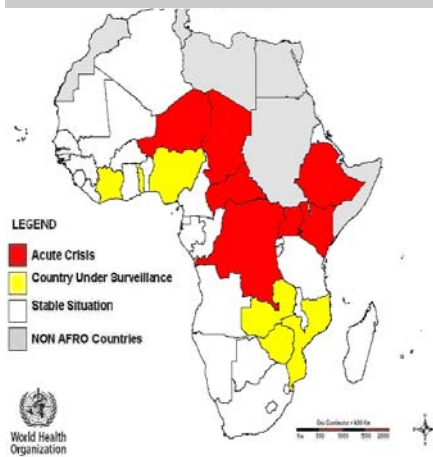 LEGEND
Acute Crisis
Country Under Surveillance
Stable Situation
NON AFRO Countries
World Health
Organization